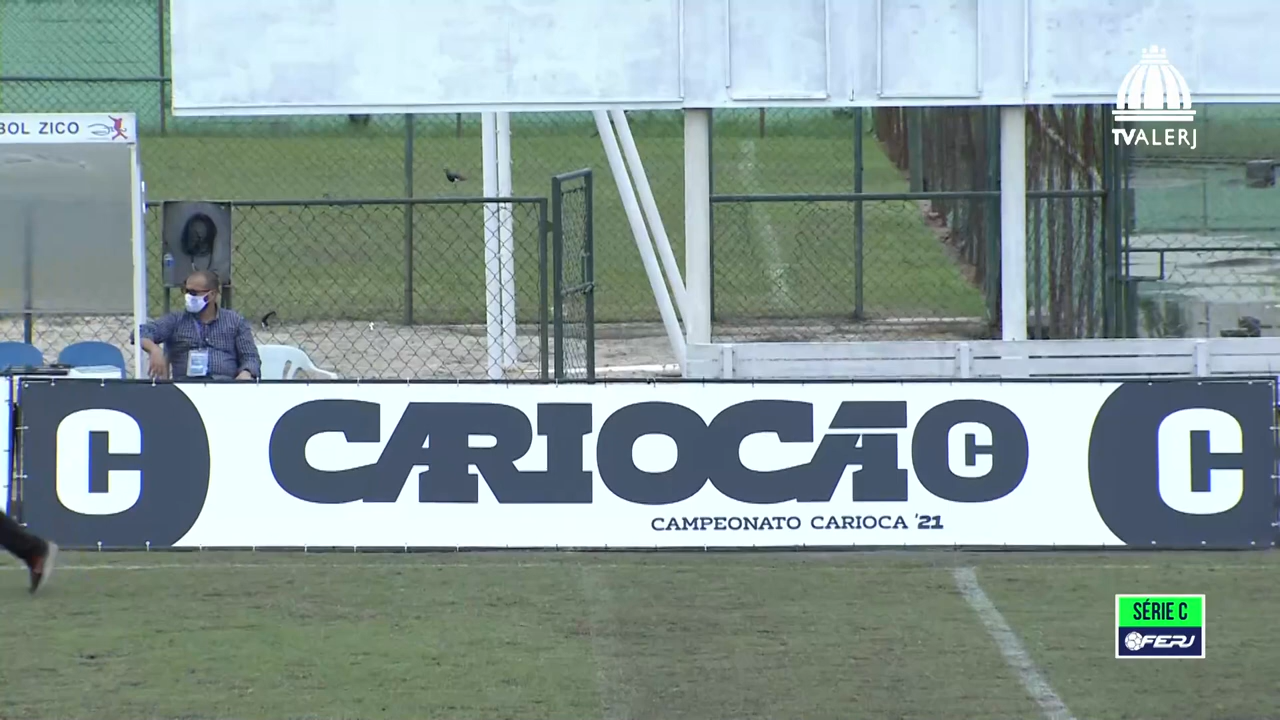 TVALERJ
BOL ZICO
C CARIOCÃO C
CAMPEONATO CARIOCA '21
SÉRIE C
FERJ